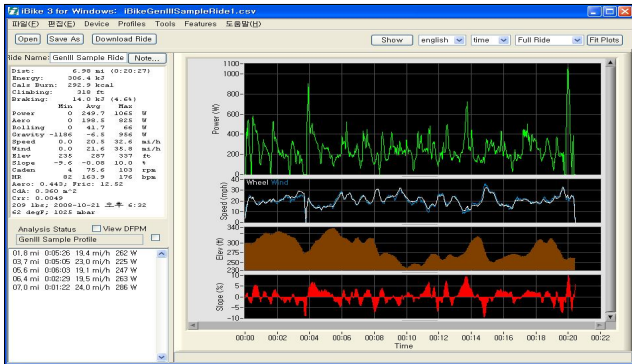 iBike 3 for Windows: iBikeGenIIISampleRide1.csv
파일(F) 편집(E) Device Profiles Tools Features 도움말(H)
Open Save As Download Ride Show english time Full Ride Fit Plots
Ride Name: GenIII Sample Ride Note...
Dist: 6.98 mi (0:20:27)
Energy: 306.4 kJ
Cals Burn: 292.9 kcal
Climbing: 318 ft
Braking: 14.0 kJ (4.6%)
Min Avg Max
Power 0 249.7 1065 W
Aero 0 198.5 825 W
Rolling 0 41.7 66 W
Gravity -1186 -6.5 956 W
Speed 0.0 20.5 32.6 mi/h
Wind 0.0 21.6 35.8 mi/h
Elev 235 287 337 ft
Slope -9.6 -0.08 10.0 %
Caden 4 75.6 103 rpm
HR 82 163.9 176 bpm
Aero: 0.443; Fric: 12.52
CdA: 0.360 m^2
Crr: 0.0049
209 lbs; 2008-10-21 오후 6:32
62 degF; 1025 mbar
Analysis Status View DFPM
GenIII Sample Profile
01,8 mi 0:05:26 19,4 mi/h 262 W
03,7 mi 0:05:05 23,0 mi/h 225 W
05,6 mi 0:06:03 19,1 mi/h 247 W
06,4 mi 0:02:29 19,5 mi/h 263 W
07,0 mi 0:01:22 24,0 mi/h 286 W
Power (W)
1100
1000
800
600
400
200
0
Speed (mph)
Wheel Wind
40
30
20
10
0
Elev (ft)
340
300
275
250
230
Slope (%)
10
5
0
-5
-10
00:00 00:02 00:04 00:06 00:08 00:10 00:12 00:14 00:16 00:18 00:20 00:22
Time